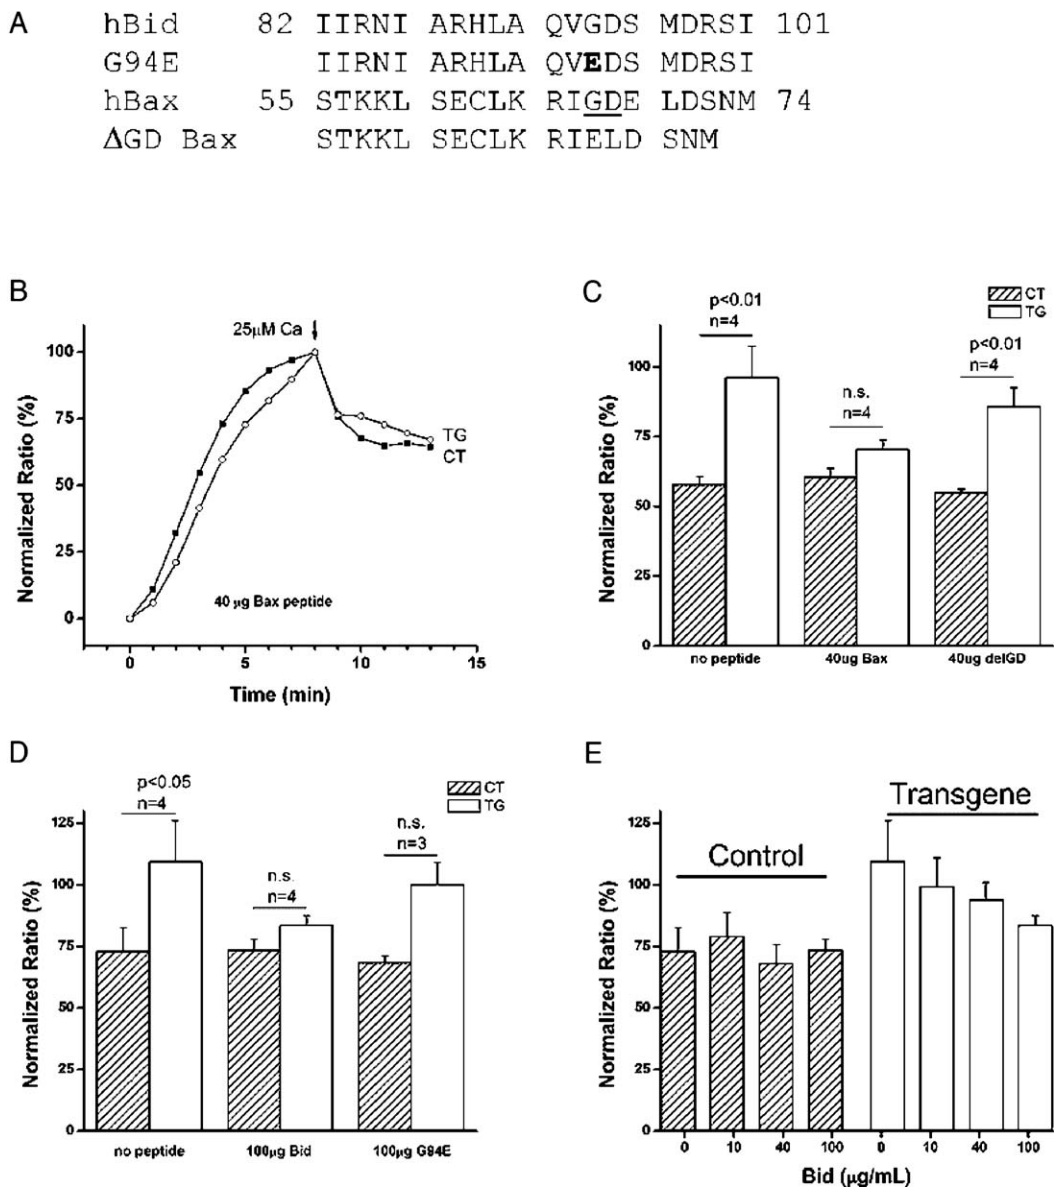 A
hBid 82 IIRNI ARHLA QVGDS MDRSI 101
G94E IIRNI ARHLA QVEDS MDRSI
hBax 55 STKKL SECLK RIGDE LDSNM 74
ΔGD Bax STKKL SECLK RIELD SNM
B
25µM Ca
100
75
50
25
0
TG
CT
40 µg Bax peptide
0 5 10 15
Time (min)
Normalized Ratio (%)
C
CT
TG
p<0.01
n=4
n.s.
n=4
p<0.01
n=4
100
75
50
25
0
no peptide 40ug Bax 40ug delGD
Normalized Ratio (%)
D
CT
TG
p<0.05
n=4
n.s.
n=4
n.s.
n=3
125
100
75
50
25
0
no peptide 100µg Bid 100µg G94E
Normalized Ratio (%)
E
Transgene
Control
125
100
75
50
25
0
0 10 40 100 0 10 40 100
Bid (µg/mL)
Normalized Ratio (%)